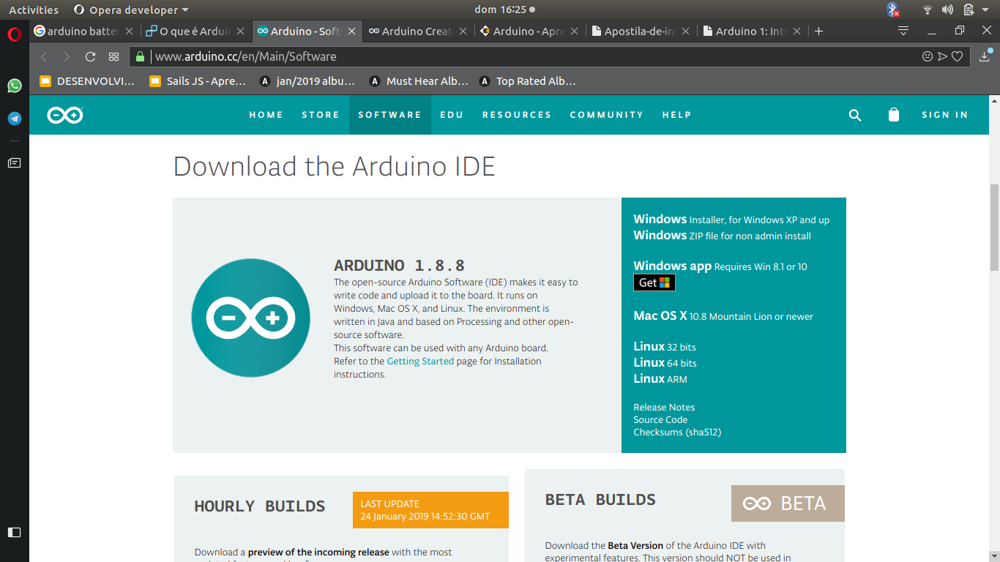 Activities
Opera developer
dom 16:25
arduino batter
O que é Arduin
Arduino - Soft
Arduino Creat
Arduino - Apre
Apostila-de-in
Arduino 1: Intr
www.arduino.cc/en/Main/Software
DESENVOLVI...
Sails JS - Apre...
jan/2019 albu...
Must Hear Alb...
Top Rated Alb...
HOME
STORE
SOFTWARE
EDU
RESOURCES
COMMUNITY
HELP
SIGN IN
Download the Arduino IDE
ARDUINO 1.8.8
The open-source Arduino Software (IDE) makes it easy to
write code and upload it to the board. It runs on
Windows, Mac OS X, and Linux. The environment is
written in Java and based on Processing and other open-
source software.
This software can be used with any Arduino board.
Refer to the Getting Started page for Installation
instructions.
Windows Installer, for Windows XP and up
Windows ZIP file for non admin install
Windows app Requires Win 8.1 or 10
Get
Mac OS X 10.8 Mountain Lion or newer
Linux 32 bits
Linux 64 bits
Linux ARM
Release Notes
Source Code
Checksums (sha512)
HOURLY BUILDS
LAST UPDATE
24 January 2019 14:52:30 GMT
Download a preview of the incoming release with the most
BETA BUILDS
BETA
Download the Beta Version of the Arduino IDE with
experimental features. This version should NOT be used in